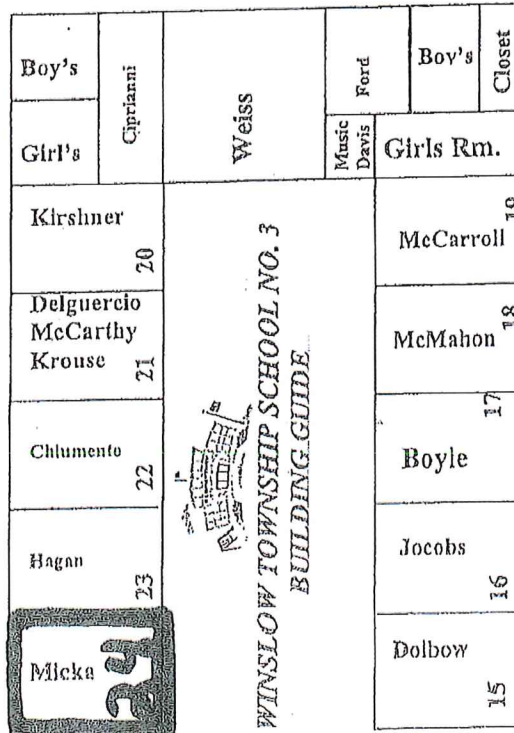 Boy's
Girl's
Ciprianni
Weiss
Ford
Music
Davis
Boy's
Closet
Girls Rm.
Kirshner
20
Delguercio
McCarthy
Krouse
21
Chlumento
22
Hagan
23
Micka
24
WINSLOW TOWNSHIP SCHOOL NO. 3
BUILDING GUIDE
McCarroll
19
McMahon
18
Boyle
17
Jocobs
16
Dolbow
15